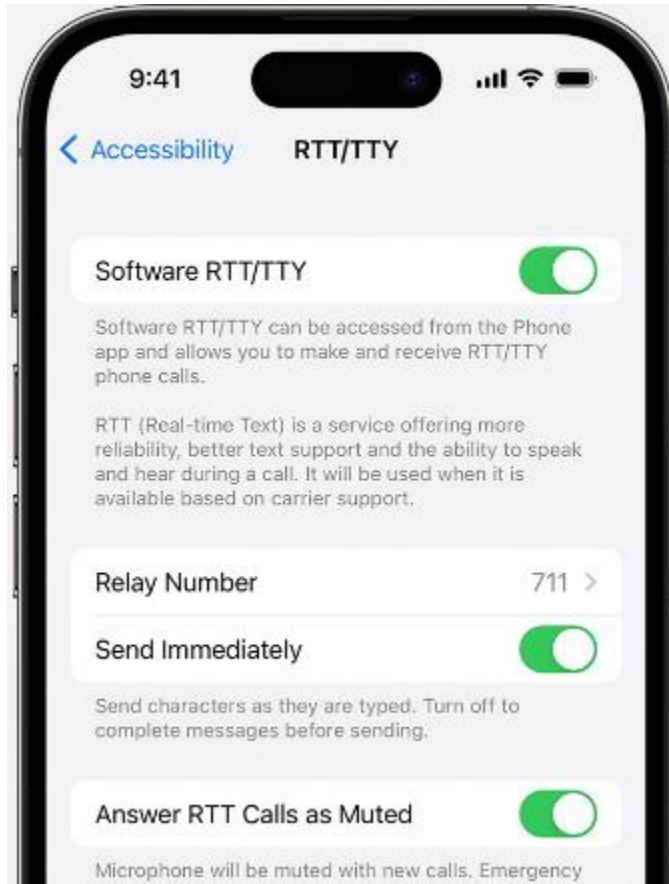 9:41
Accessibility
RTT/TTY
Software RTT/TTY
Software RTT/TTY can be accessed from the Phone
app and allows you to make and receive RTT/TTY
phone calls.
RTT (Real-time Text) is a service offering more
reliability, better text support and the ability to speak
and hear during a call. It will be used when it is
available based on carrier support.
Relay Number 711
Send Immediately
Send characters as they are typed. Turn off to
complete messages before sending.
Answer RTT Calls as Muted
Microphone will be muted with new calls. Emergency